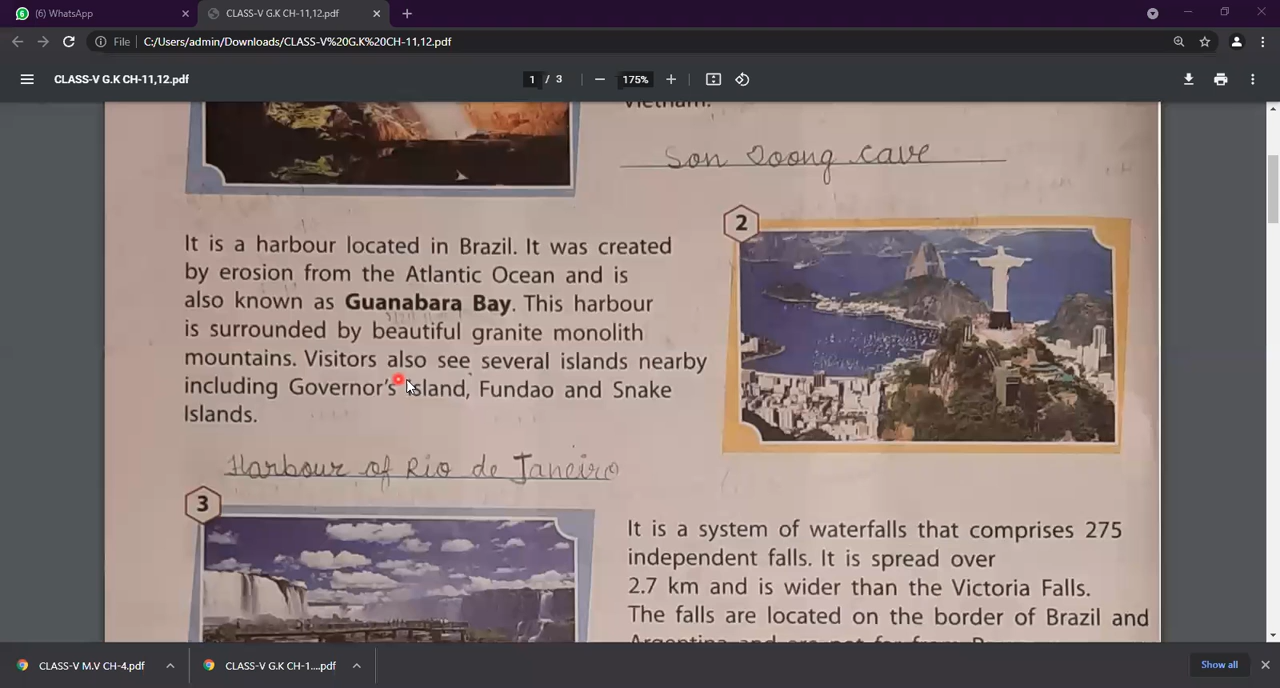 (6) WhatsApp
CLASS-V G.K CH-11,12.pdf
File
C:/Users/admin/Downloads/CLASS-V%20G.K%20CH-11,12.pdf
CLASS-V G.K CH-11,12.pdf
1 / 3
175%
Vietnam.
Son Doong cave
2
It is a harbour located in Brazil. It was created
by erosion from the Atlantic Ocean and is
also known as Guanabara Bay. This harbour
is surrounded by beautiful granite monolith
mountains. Visitors also see several islands nearby
including Governor's Island, Fundao and Snake
Islands.
Harbour of Rio de Janeiro
3
It is a system of waterfalls that comprises 275
independent falls. It is spread over
2.7 km and is wider than the Victoria Falls.
The falls are located on the border of Brazil and
Argentina and are not far from
CLASS-V M.V CH-4.pdf
CLASS-V G.K CH-1....pdf
Show all